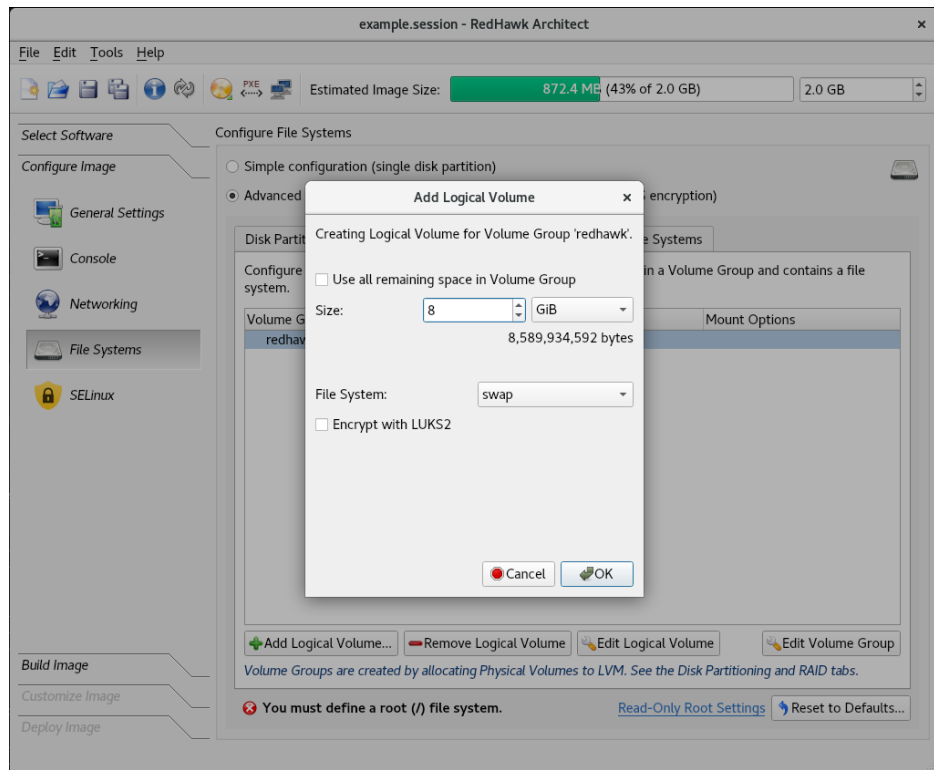 example.session - RedHawk Architect
File Edit Tools Help
PXE
Estimated Image Size: 872.4 MB (43% of 2.0 GB) 2.0 GB
Select Software
Configure Image
General Settings
Console
Networking
File Systems
SELinux
Build Image
Customize Image
Deploy Image
Configure File Systems
Simple configuration (single disk partition)
Advanced encryption)
Disk Partit e Systems
Configure in a Volume Group and contains a file
system.
Volume G Mount Options
redhaw
Add Logical Volume
Creating Logical Volume for Volume Group 'redhawk'.
Use all remaining space in Volume Group
Size: 8 GiB
8,589,934,592 bytes
File System: swap
Encrypt with LUKS2
Cancel OK
Add Logical Volume... Remove Logical Volume Edit Logical Volume Edit Volume Group
Volume Groups are created by allocating Physical Volumes to LVM. See the Disk Partitioning and RAID tabs.
You must define a root (/) file system. Read-Only Root Settings Reset to Defaults...